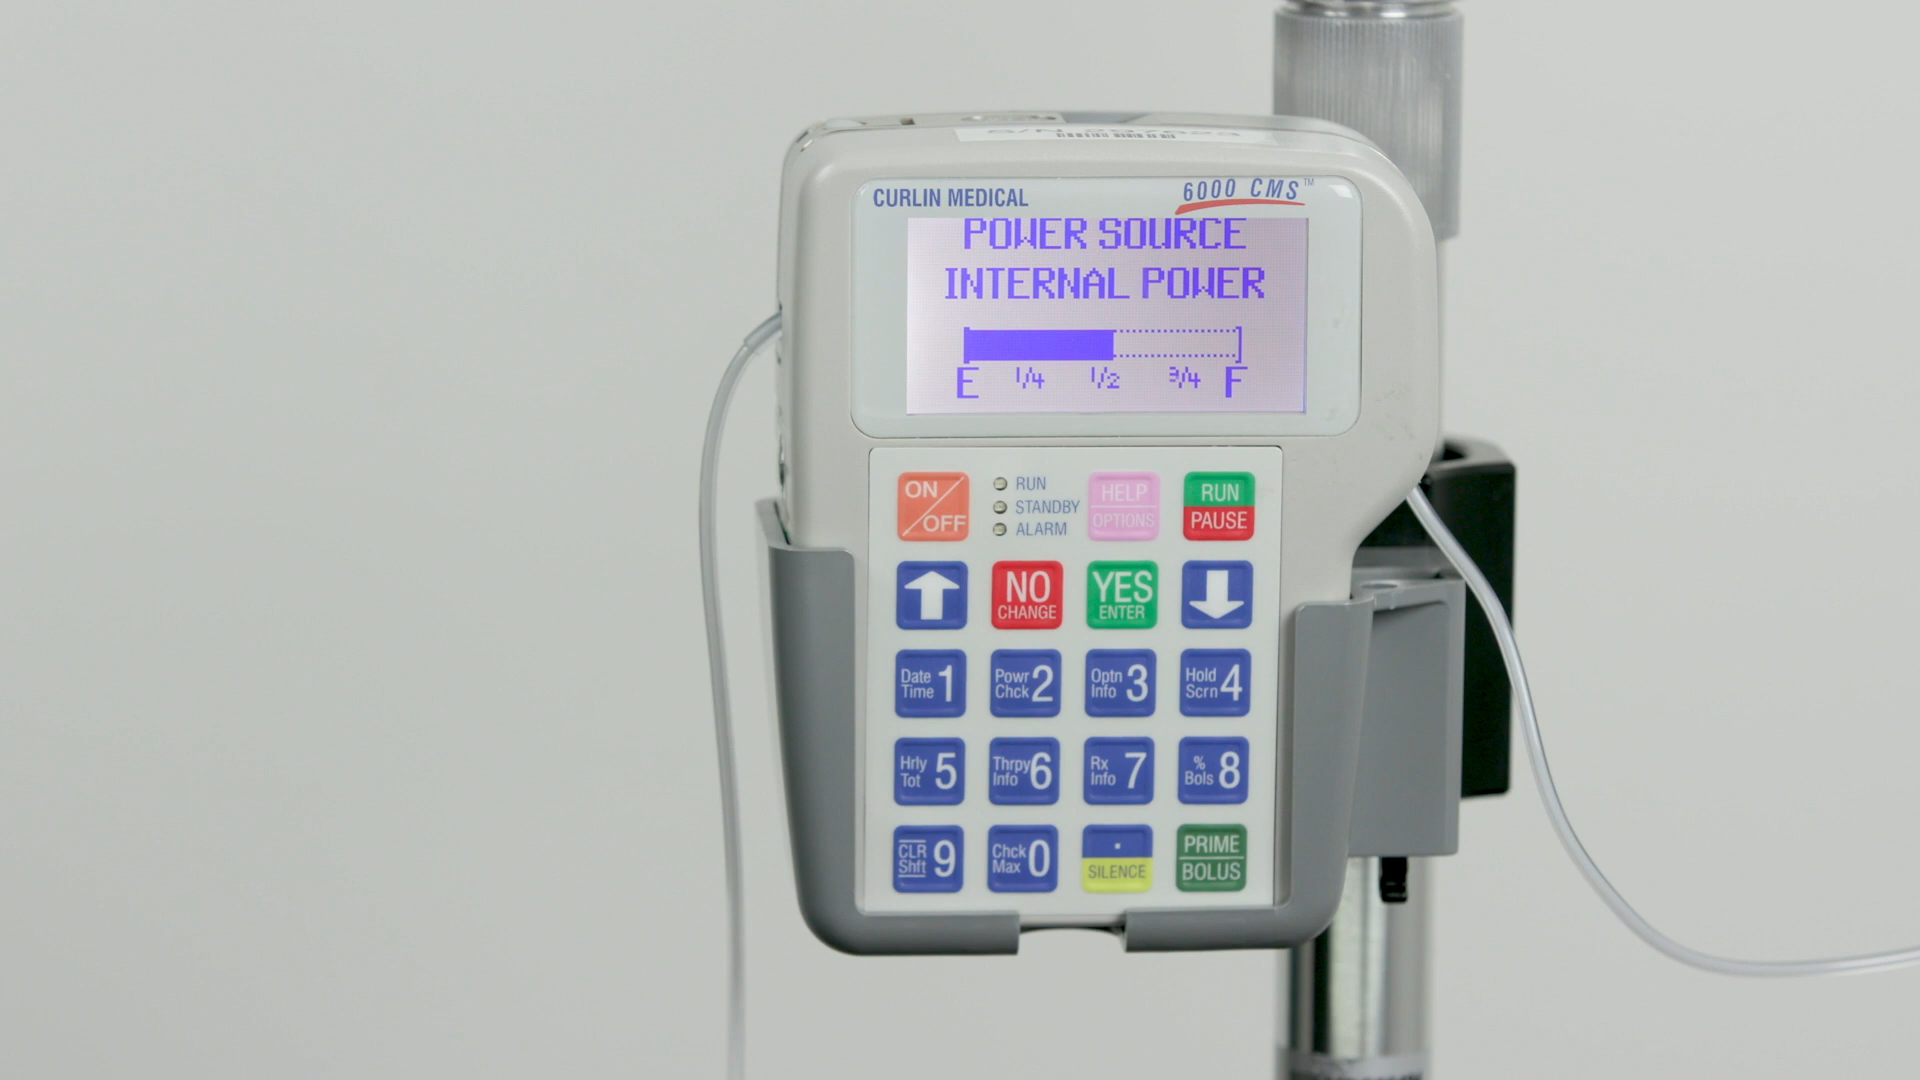 CURLIN MEDICAL
6000 CMS™
POWER SOURCE
INTERNAL POWER
E 1/4 1/2 3/4 F
ON/OFF
RUN
STANDBY
ALARM
HELP
OPTIONS
RUN
PAUSE
NO
CHANGE
YES
ENTER
Date
Time 1
Powr
Chck 2
Optn
Info 3
Hold
Scrn 4
Hrly
Tot 5
Thrpy
Info 6
Rx
Info 7
%
Bols 8
CLR
Shft 9
Chck
Max 0
.
SILENCE
PRIME
BOLUS